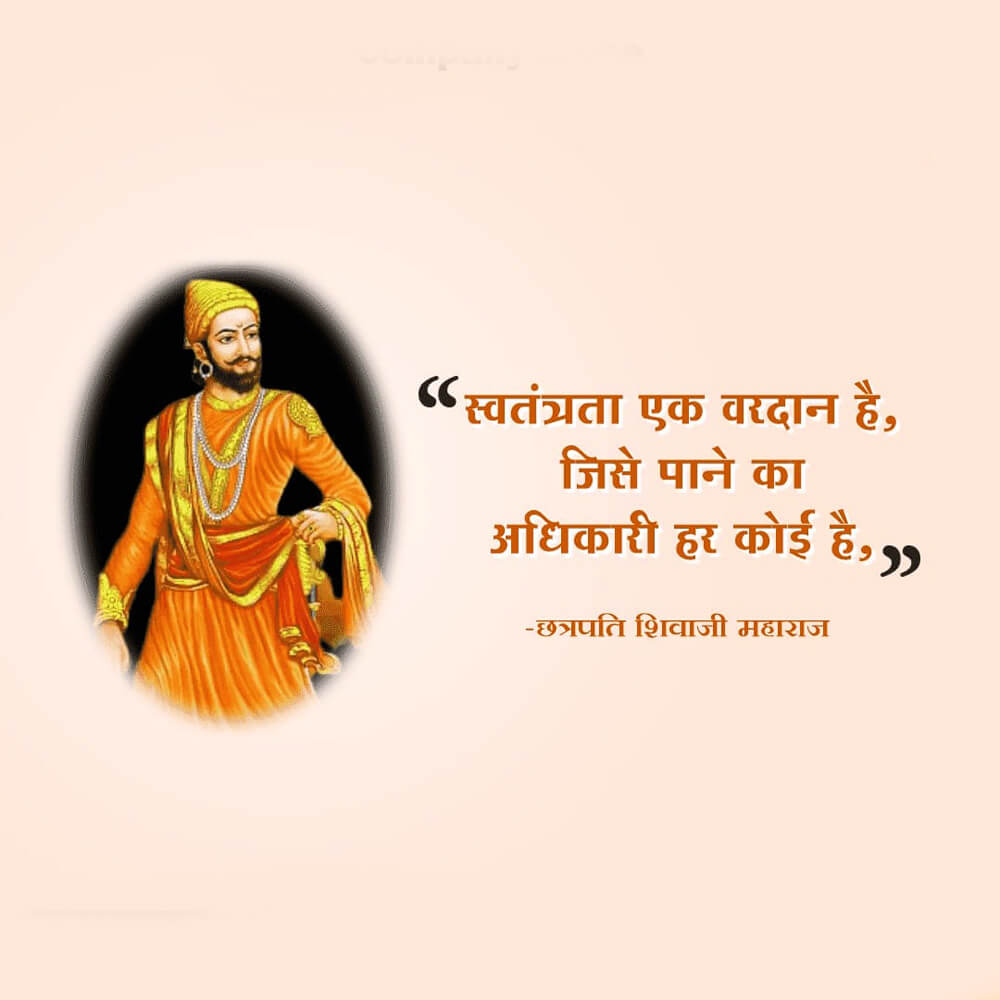 “स्वतंत्रता एक वरदान है,
जिसे पाने का
अधिकारी हर कोई है,”
-छत्रपति शिवाजी महाराज